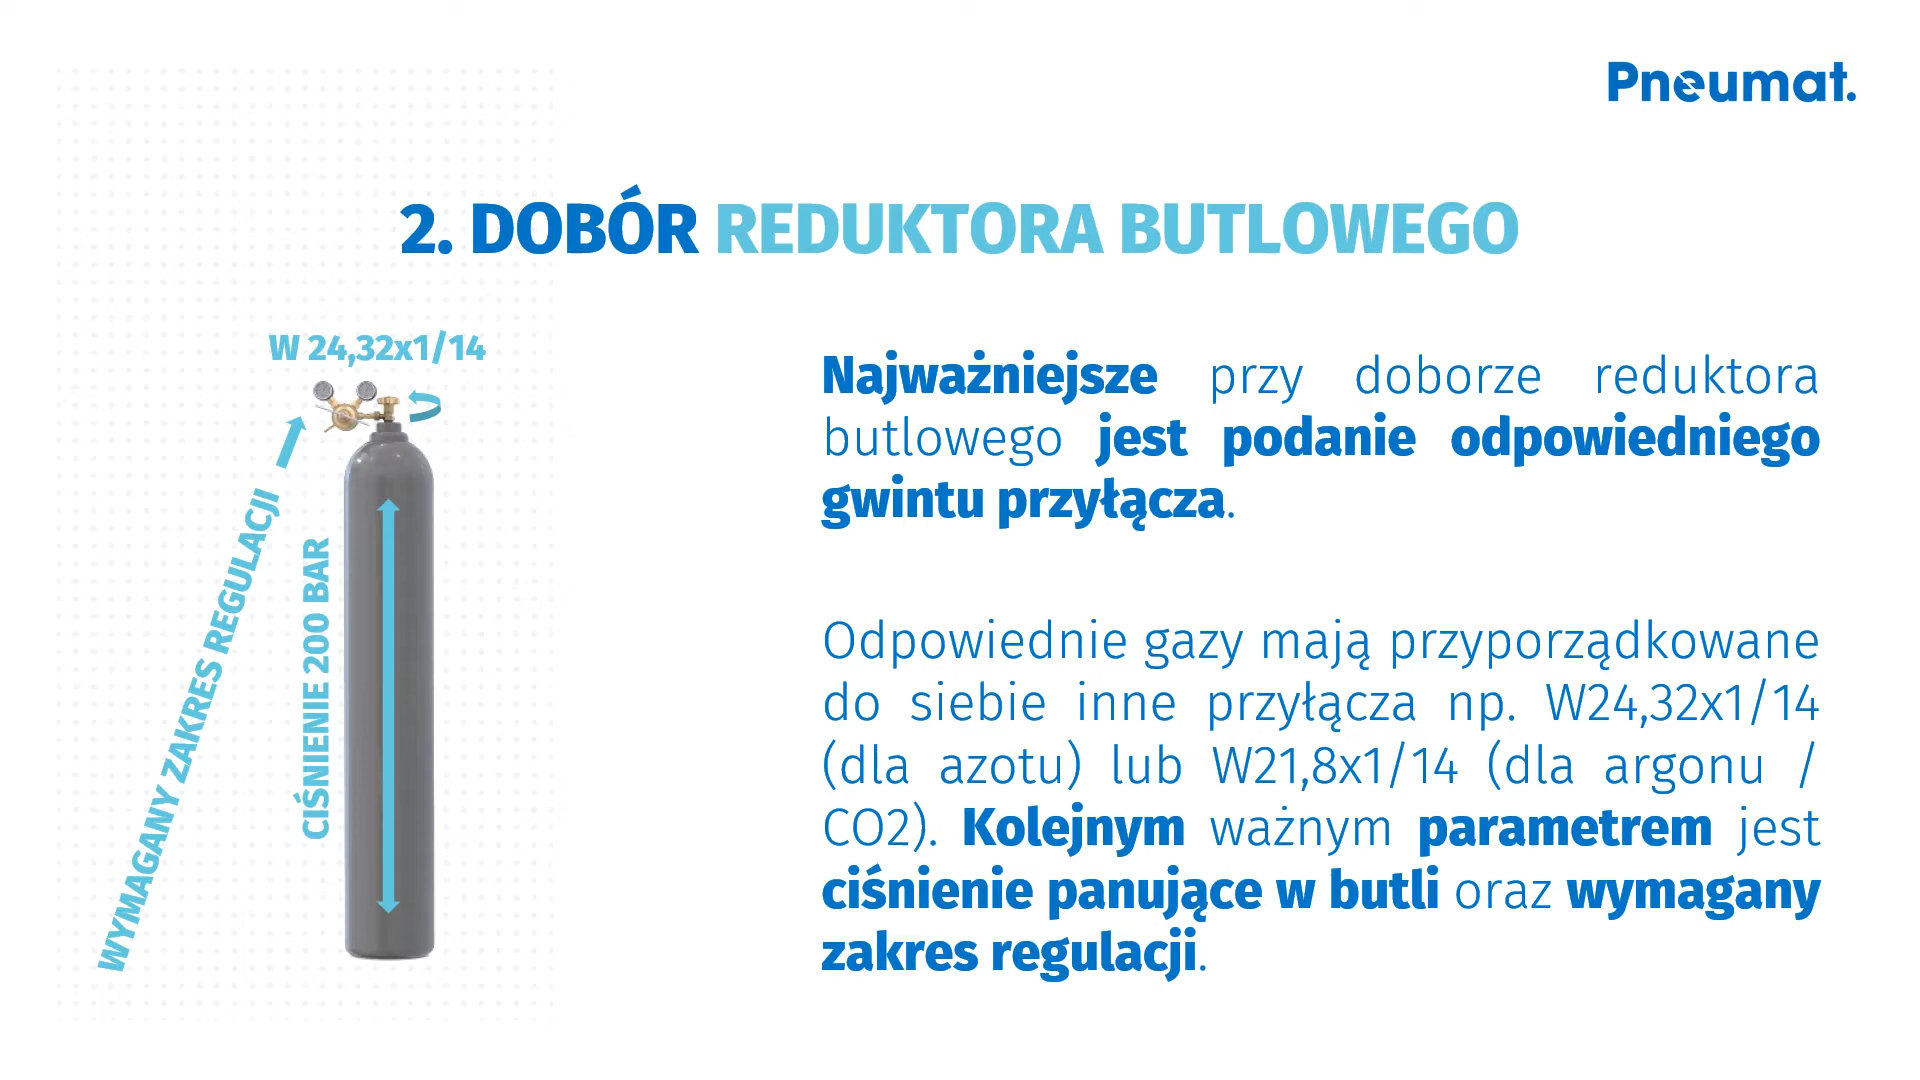 Pneumat.
2. DOBÓR REDUKTORA BUTLOWEGO
W 24,32x1/14
WYMAGANY ZAKRES REGULACJI
CIŚNIENIE 200 BAR
Najważniejsze przy doborze reduktora
butlowego jest podanie odpowiedniego
gwintu przyłącza.
Odpowiednie gazy mają przyporządkowane
do siebie inne przyłącza np. W24,32x1/14
(dla azotu) lub W21,8x1/14 (dla argonu /
CO2). Kolejnym ważnym parametrem jest
ciśnienie panujące w butli oraz wymagany
zakres regulacji.